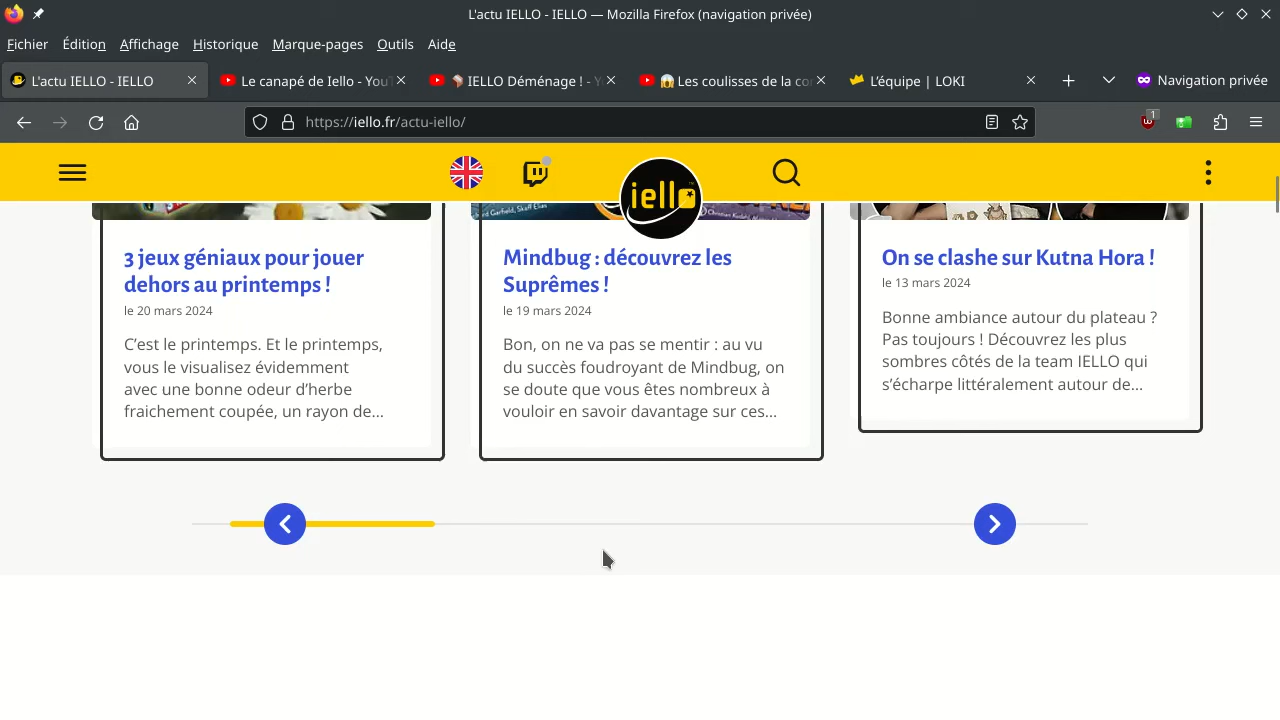 L'actu IELLO - IELLO — Mozilla Firefox (navigation privée)
Fichier Édition Affichage Historique Marque-pages Outils Aide
L'actu IELLO - IELLO
Le canapé de Iello - You
IELLO Déménage ! - Y
Les coulisses de la co
L'équipe | LOKI
Navigation privée
https://iello.fr/actu-iello/
1
iello
3 jeux géniaux pour jouer
dehors au printemps !
le 20 mars 2024
C'est le printemps. Et le printemps,
vous le visualisez évidemment
avec une bonne odeur d'herbe
fraichement coupée, un rayon de...
Christian Kudahl
Mindbug : découvrez les
Suprêmes !
le 19 mars 2024
Bon, on ne va pas se mentir : au vu
du succès foudroyant de Mindbug, on
se doute que vous êtes nombreux à
vouloir en savoir davantage sur ces...
On se clashe sur Kutna Hora !
le 13 mars 2024
Bonne ambiance autour du plateau ?
Pas toujours ! Découvrez les plus
sombres côtés de la team IELLO qui
s'écharpe littéralement autour de...